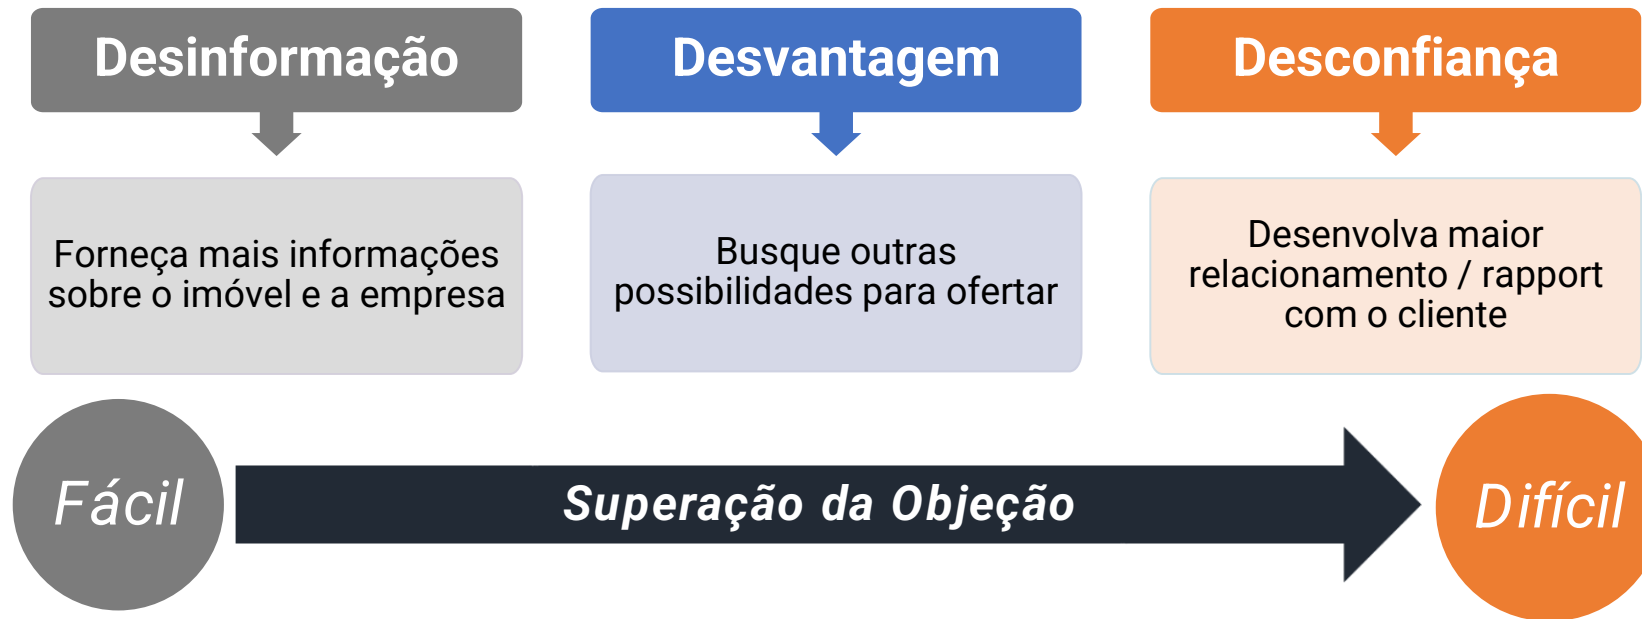 Desinformação
Desvantagem
Desconfiança
Forneça mais informações
sobre o imóvel e a empresa
Busque outras
possibilidades para ofertar
Desenvolva maior
relacionamento / rapport
com o cliente
Fácil
Superação da Objeção
Difícil